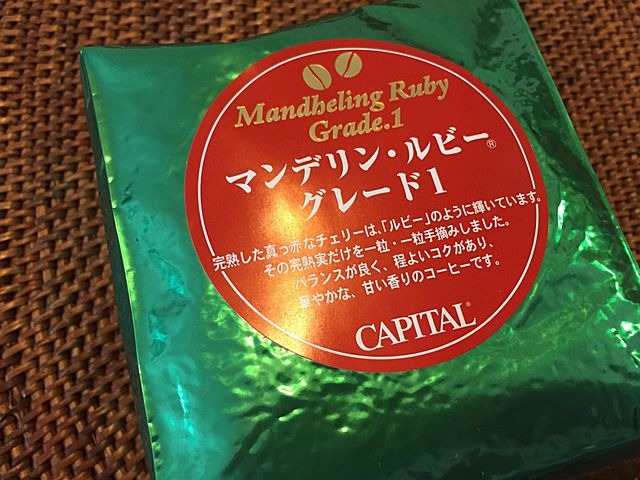 Mandheling Ruby
Grade.1
マンデリン・ルビー®
グレード1
完熟した真っ赤なチェリーは、「ルビー」のように輝いています。
その完熟実だけを一粒・一粒手摘みしました。
バランスが良く、程よいコクがあり、
華やかな、甘い香りのコーヒーです。
CAPITAL®